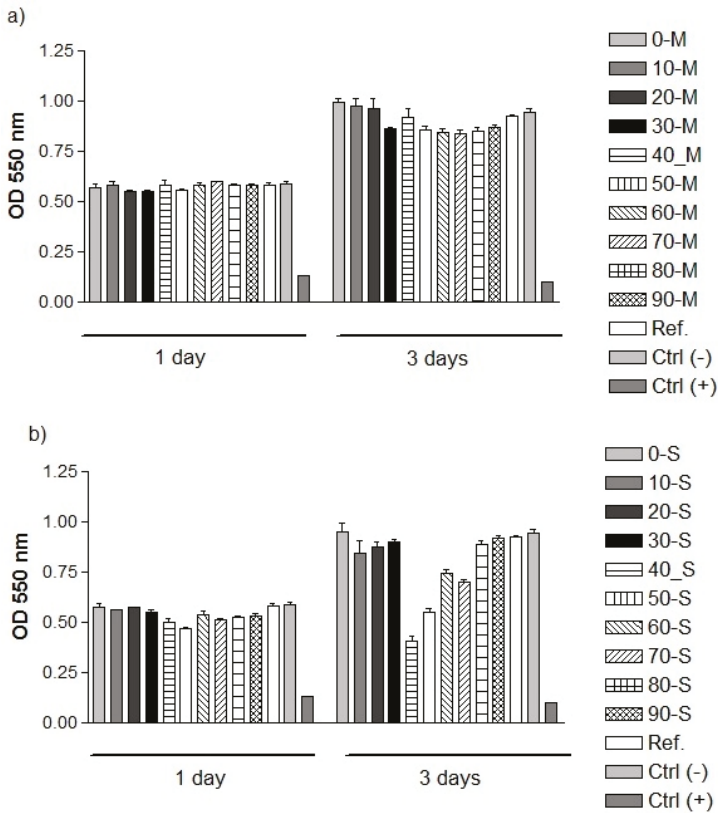 a)
OD 550 nm
1.25
1.00
0.75
0.50
0.25
0.00
1 day
3 days
0-M
10-M
20-M
30-M
40_M
50-M
60-M
70-M
80-M
90-M
Ref.
Ctrl (-)
Ctrl (+)
b)
OD 550 nm
1.25
1.00
0.75
0.50
0.25
0.00
1 day
3 days
0-S
10-S
20-S
30-S
40_S
50-S
60-S
70-S
80-S
90-S
Ref.
Ctrl (-)
Ctrl (+)